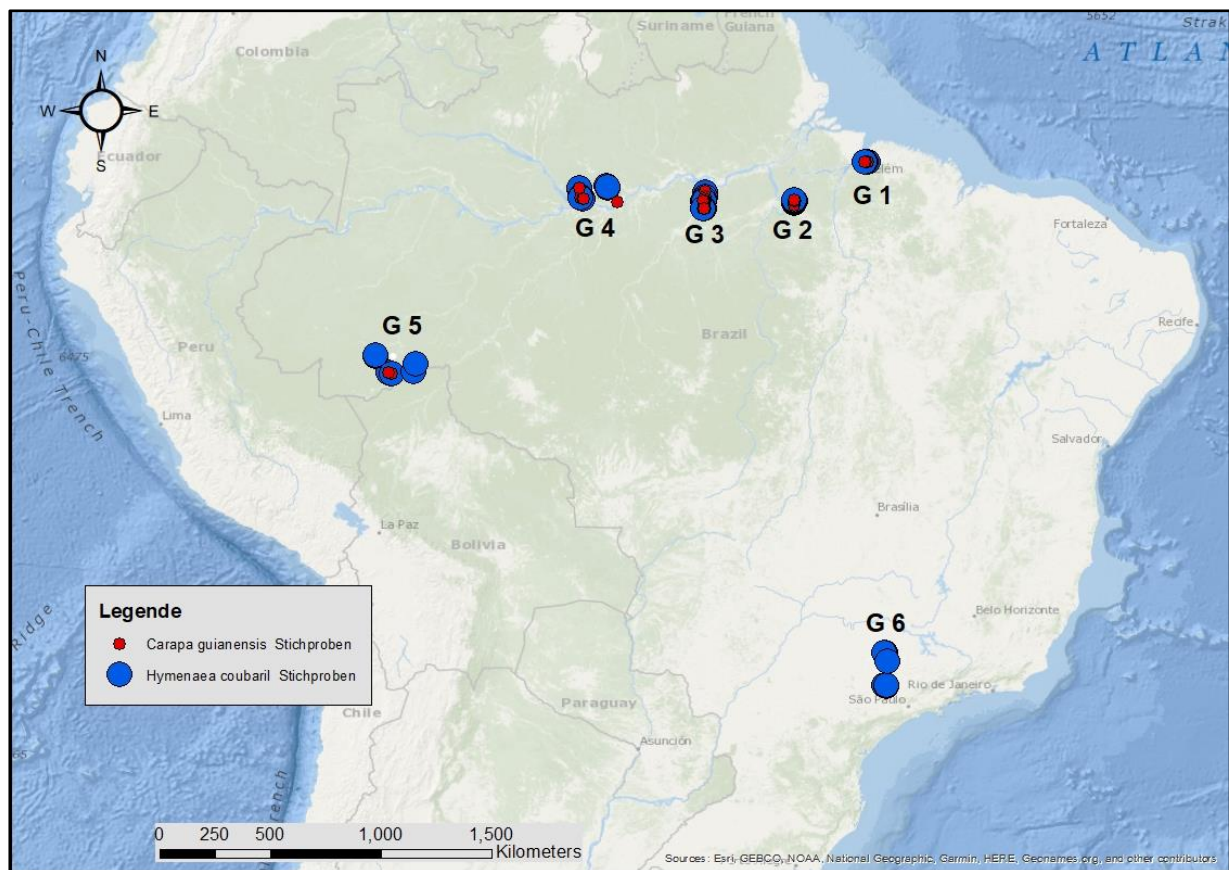 5652
Strak
Suriname
French
Guiana
Colombia
ATLAN
N
W
E
S
Ecuador
Belém
G 1
G 4
G 3
G 2
Fortaleza
Peru-Chile Trench
6475
G 5
Brazil
Recife
Peru
Lima
Salvador
Brasília
La Paz
Bolivia
Legende
Carapa guianensis Stichproben
Hymenaea coubaril Stichproben
Belo Horizonte
G 6
Ridge
Rio de Janeiro
São Paulo
Chile
Paraguay
Asunción
65
rench
0 250 500 1,000 1,500
Kilometers
Sources: Esri, GEBCO, NOAA, National Geographic, Garmin, HERE, Geonames.org, and other contributors